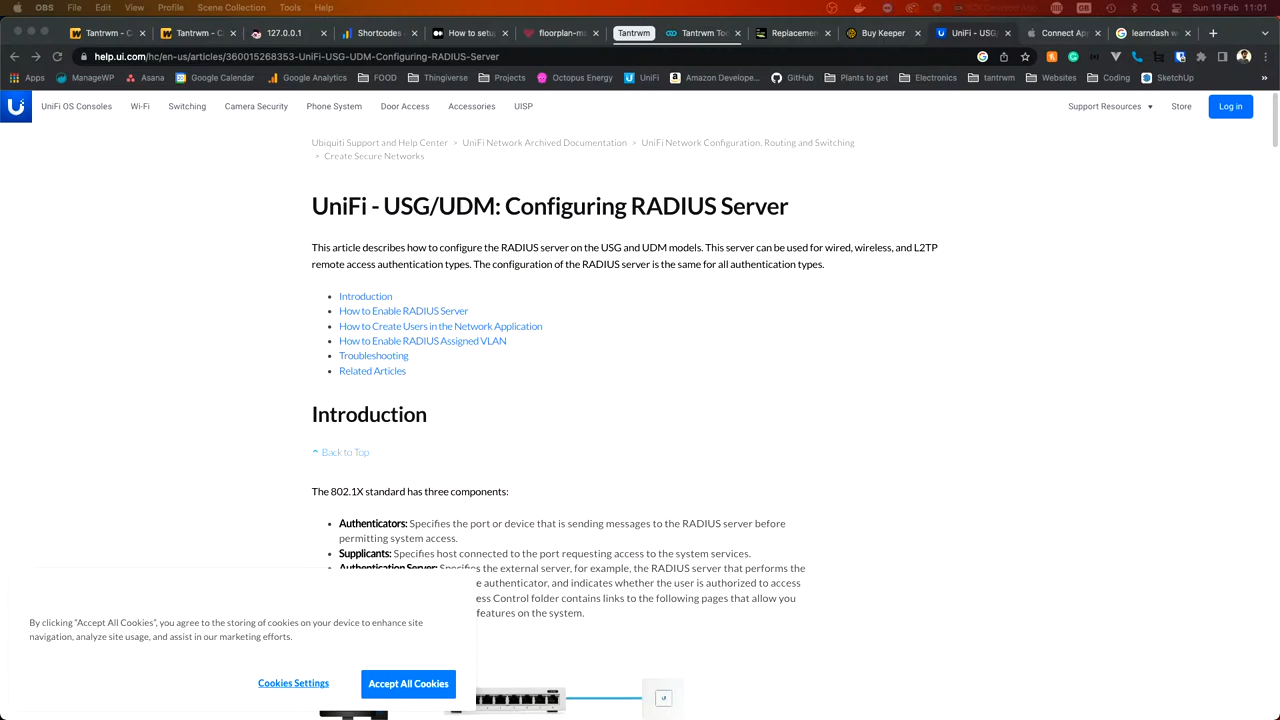 Chrome File Edit View History Bookmarks Profiles Tab Window Help
Sun 19 Jun 11:01
Tantrwm - C
Tantrwm - C
127.0.0.1
Shortcodes
How to setu
floorplan-m
Tantrwm
Tantrwm To
Replacemen
Buy Keeper
UniFi - USG/
Connect App
learndash w
help.ui.com/hc/en-us/articles/360015268353-UniFi-USG-UDM-Configuring-RADIUS-Server
Apps ManageWP Asana Google Calendar Google Analytics FOOD Thingiverse Projects Octopus Energy UniFi Amazon Develope... GitHub Plants to get Electronics tantrwm Websites Coding Smarthome
UniFi OS Consoles Wi-Fi Switching Camera Security Phone System Door Access Accessories UISP Support Resources Store Log in
Ubiquiti Support and Help Center > UniFi Network Archived Documentation > UniFi Network Configuration, Routing and Switching
> Create Secure Networks
UniFi - USG/UDM: Configuring RADIUS Server
This article describes how to configure the RADIUS server on the USG and UDM models. This server can be used for wired, wireless, and L2TP
remote access authentication types. The configuration of the RADIUS server is the same for all authentication types.
Introduction
How to Enable RADIUS Server
How to Create Users in the Network Application
How to Enable RADIUS Assigned VLAN
Troubleshooting
Related Articles
Introduction
Back to Top
The 802.1X standard has three components:
Authenticators: Specifies the port or device that is sending messages to the RADIUS server before
permitting system access.
Supplicants: Specifies host connected to the port requesting access to the system services.
Authentication Server: Specifies the external server, for example, the RADIUS server that performs the
e authenticator, and indicates whether the user is authorized to access
ess Control folder contains links to the following pages that allow you
features on the system.
By clicking “Accept All Cookies”, you agree to the storing of cookies on your device to enhance site
navigation, analyze site usage, and assist in our marketing efforts.
Cookies Settings
Accept All Cookies